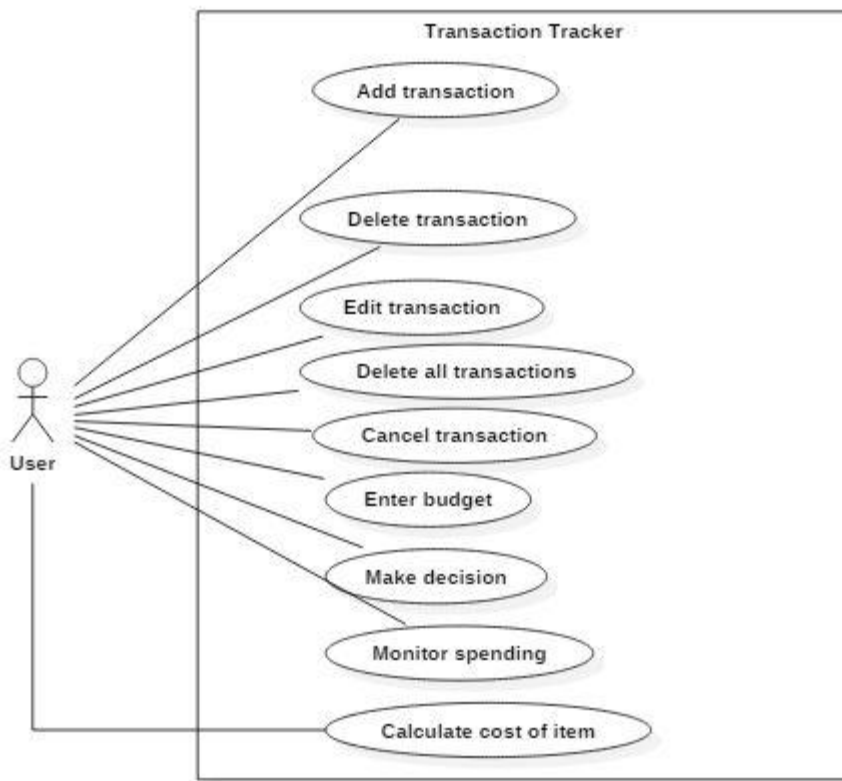 Transaction Tracker
Add transaction
Delete transaction
Edit transaction
Delete all transactions
Cancel transaction
User
Enter budget
Make decision
Monitor spending
Calculate cost of item